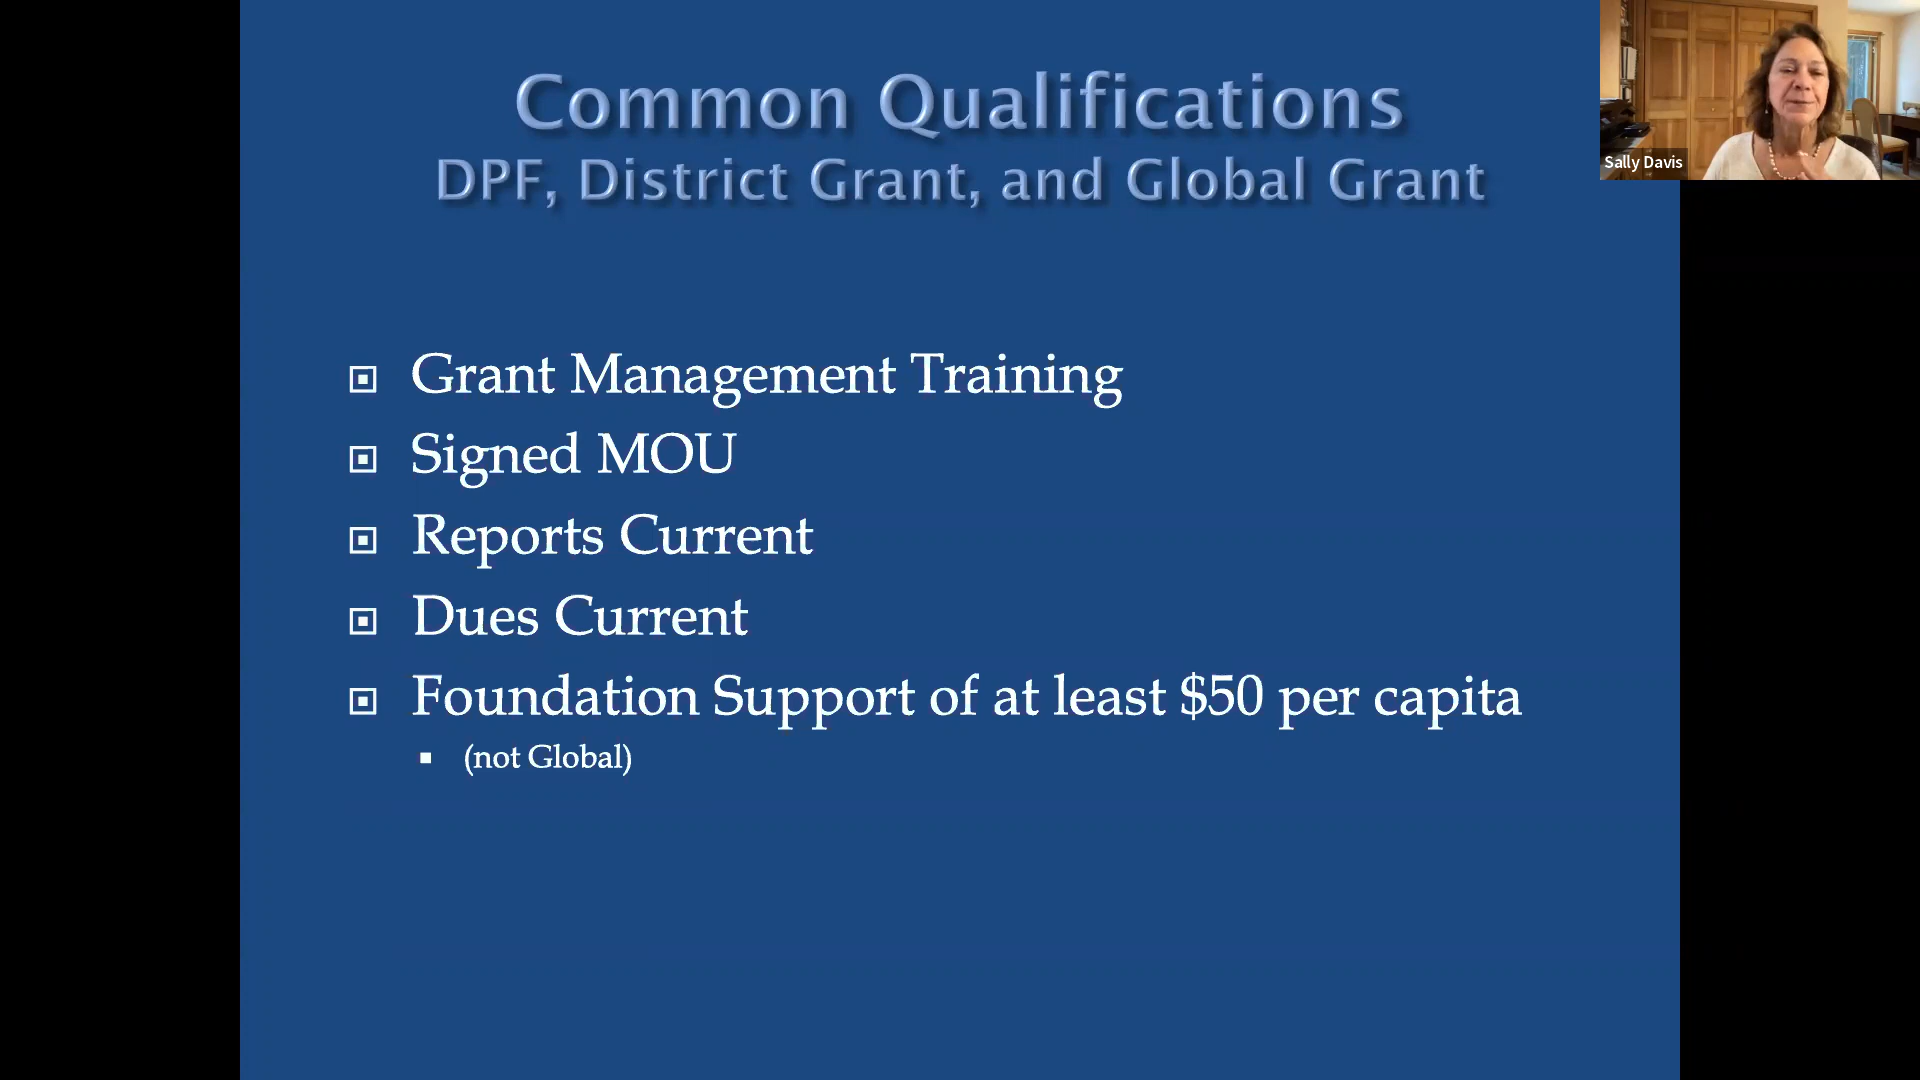 Common Qualifications
DPF, District Grant, and Global Grant
Grant Management Training
Signed MOU
Reports Current
Dues Current
Foundation Support of at least $50 per capita
(not Global)
Sally Davis